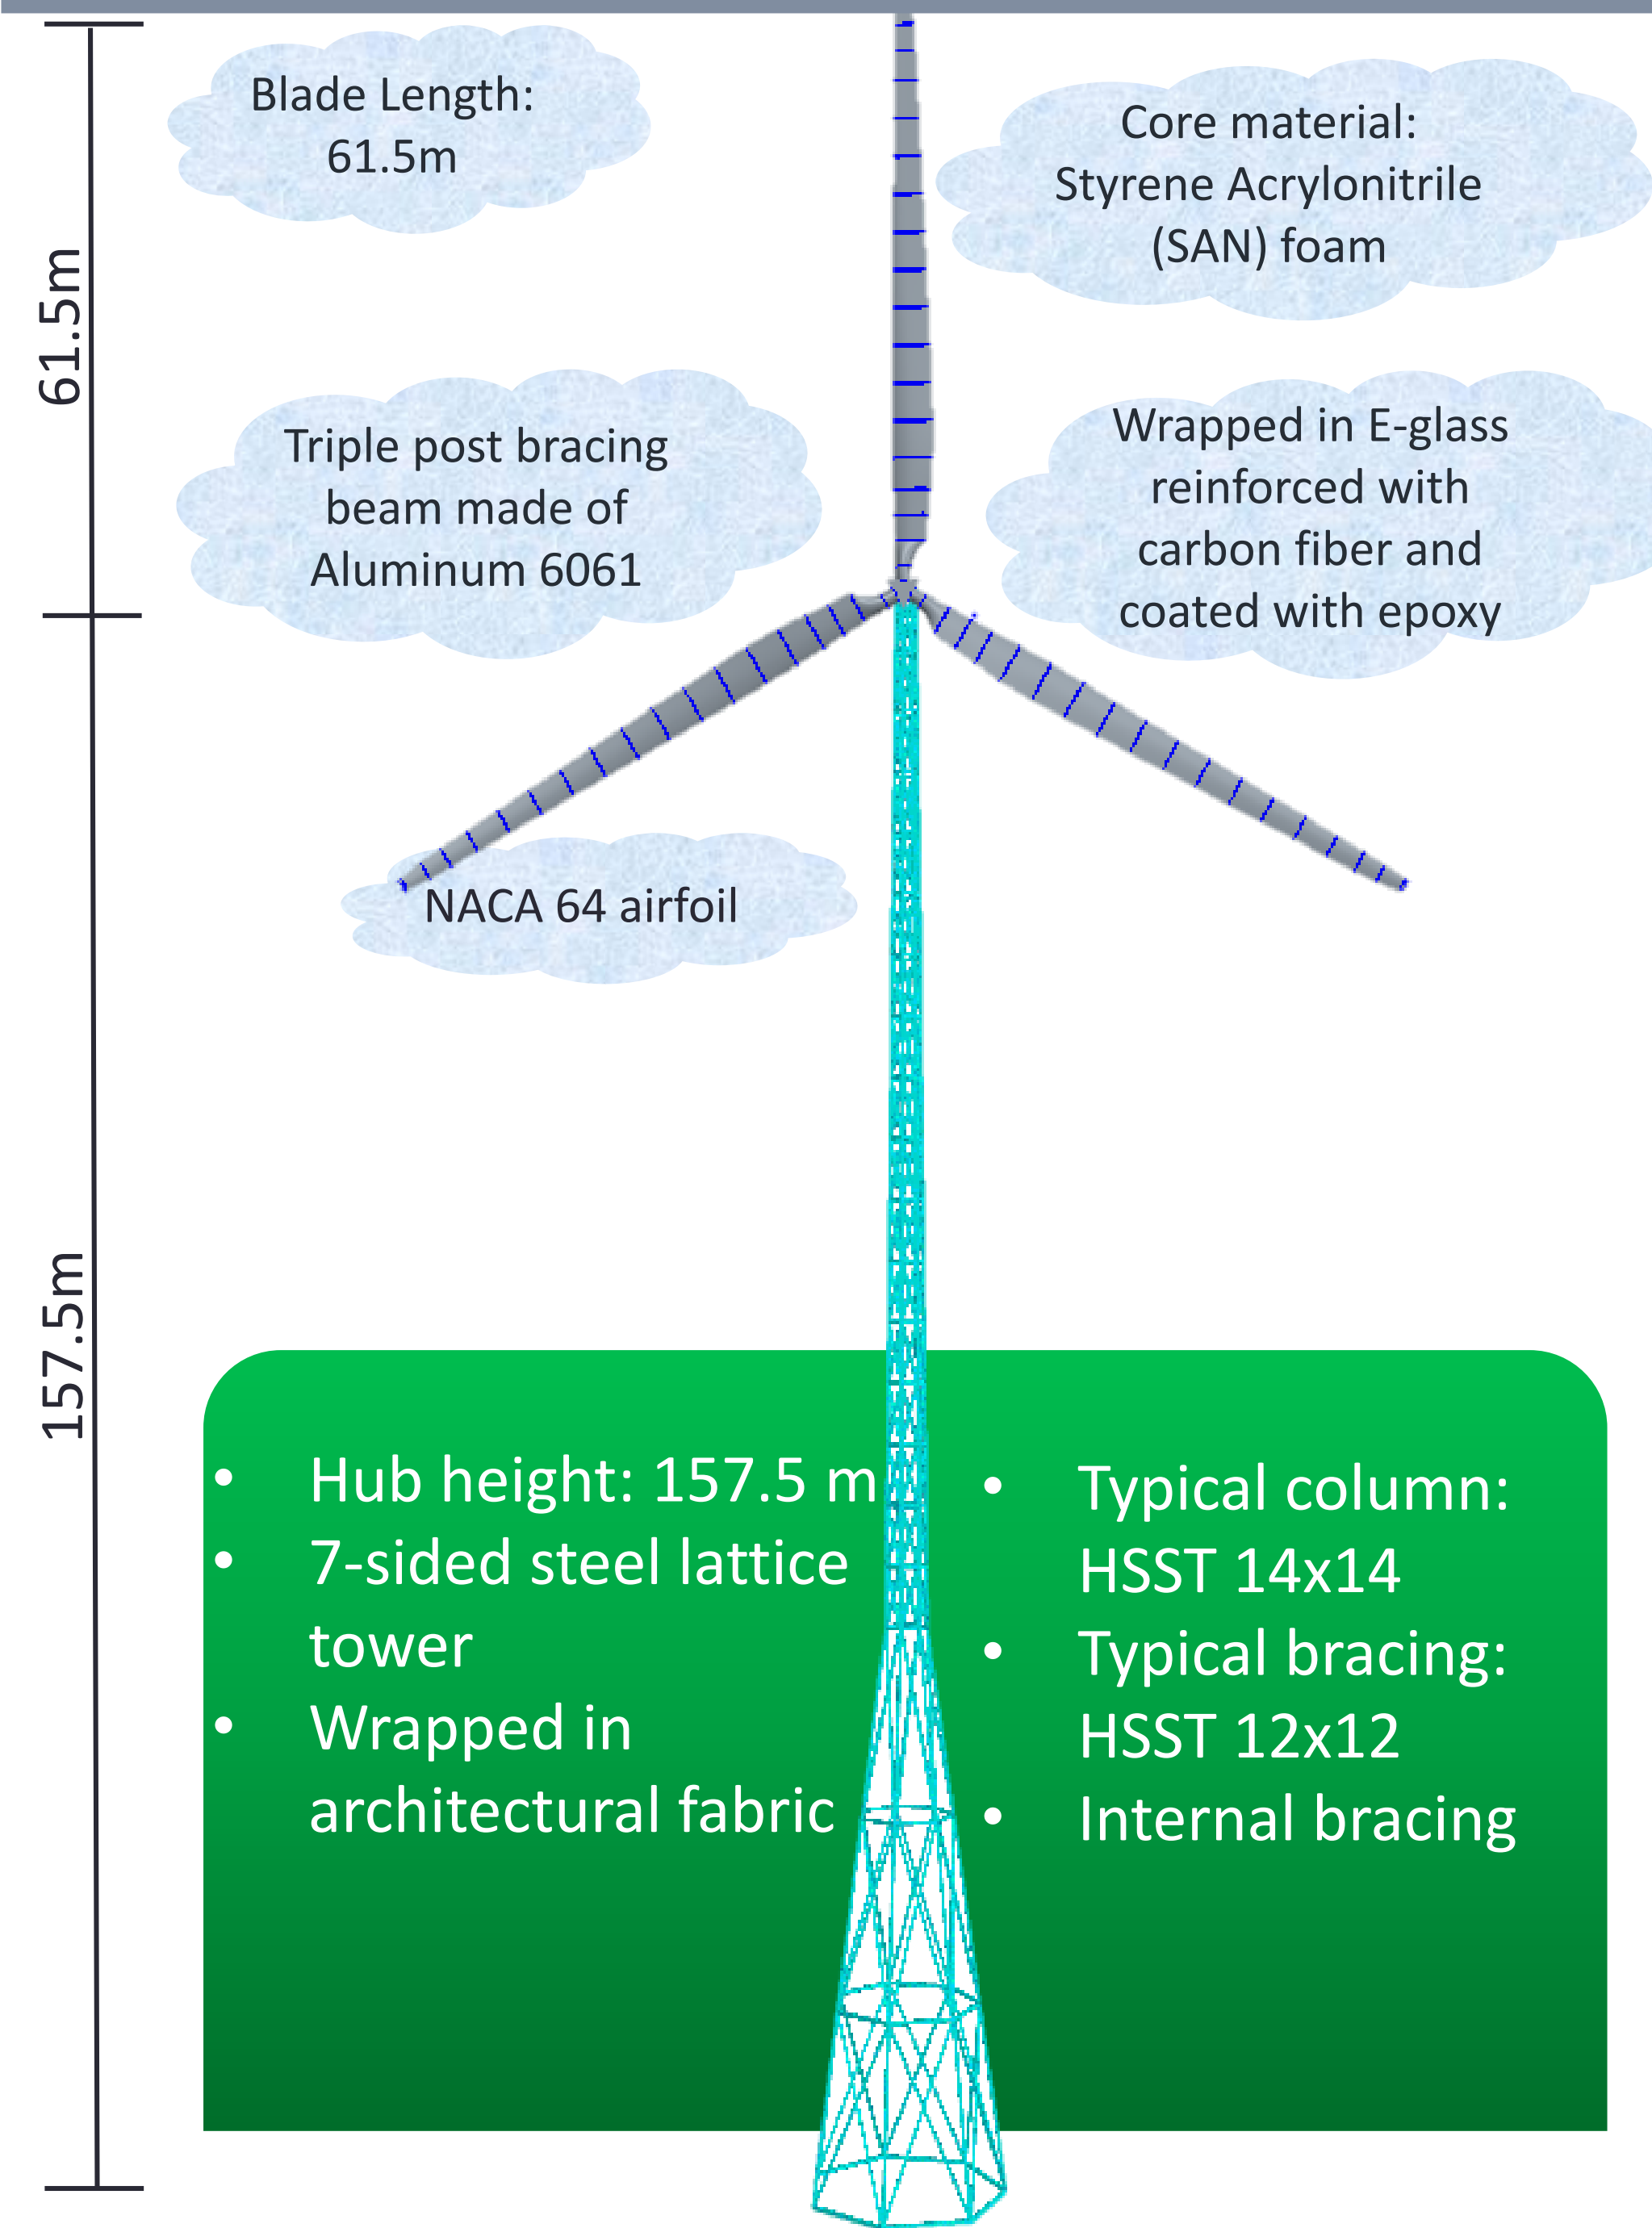 61.5m
157.5m
Blade Length:
61.5m
Core material:
Styrene Acrylonitrile
(SAN) foam
Triple post bracing
beam made of
Aluminum 6061
Wrapped in E-glass
reinforced with
carbon fiber and
coated with epoxy
NACA 64 airfoil
• Hub height: 157.5 m
• 7-sided steel lattice
tower
• Wrapped in
architectural fabric
• Typical column:
HSST 14x14
• Typical bracing:
HSST 12x12
• Internal bracing